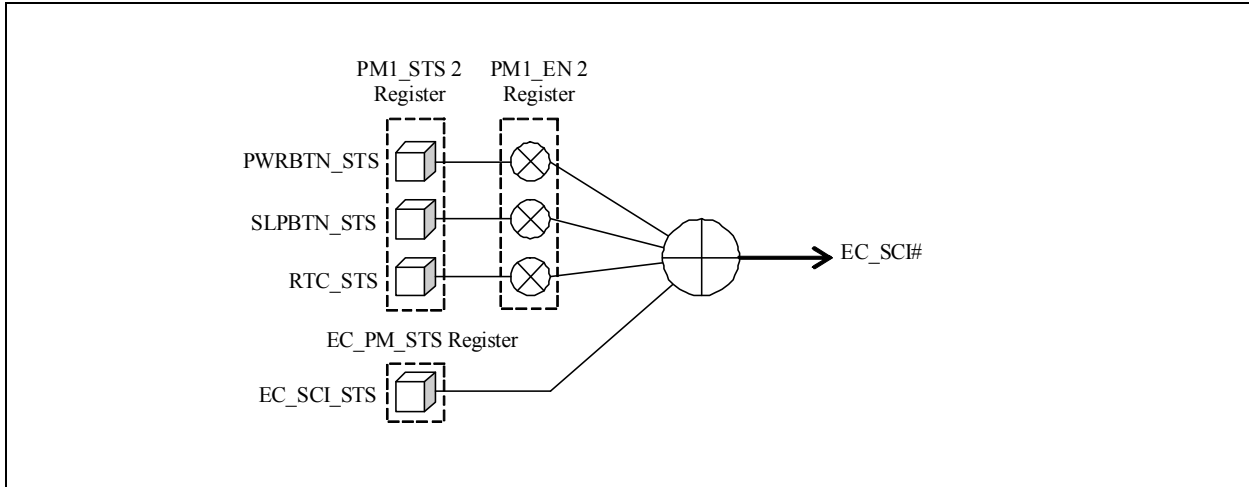 PM1_STS 2
Register
PM1_EN 2
Register
PWRBTN_STS
SLPBTN_STS
RTC_STS
EC_SCI#
EC_PM_STS Register
EC_SCI_STS